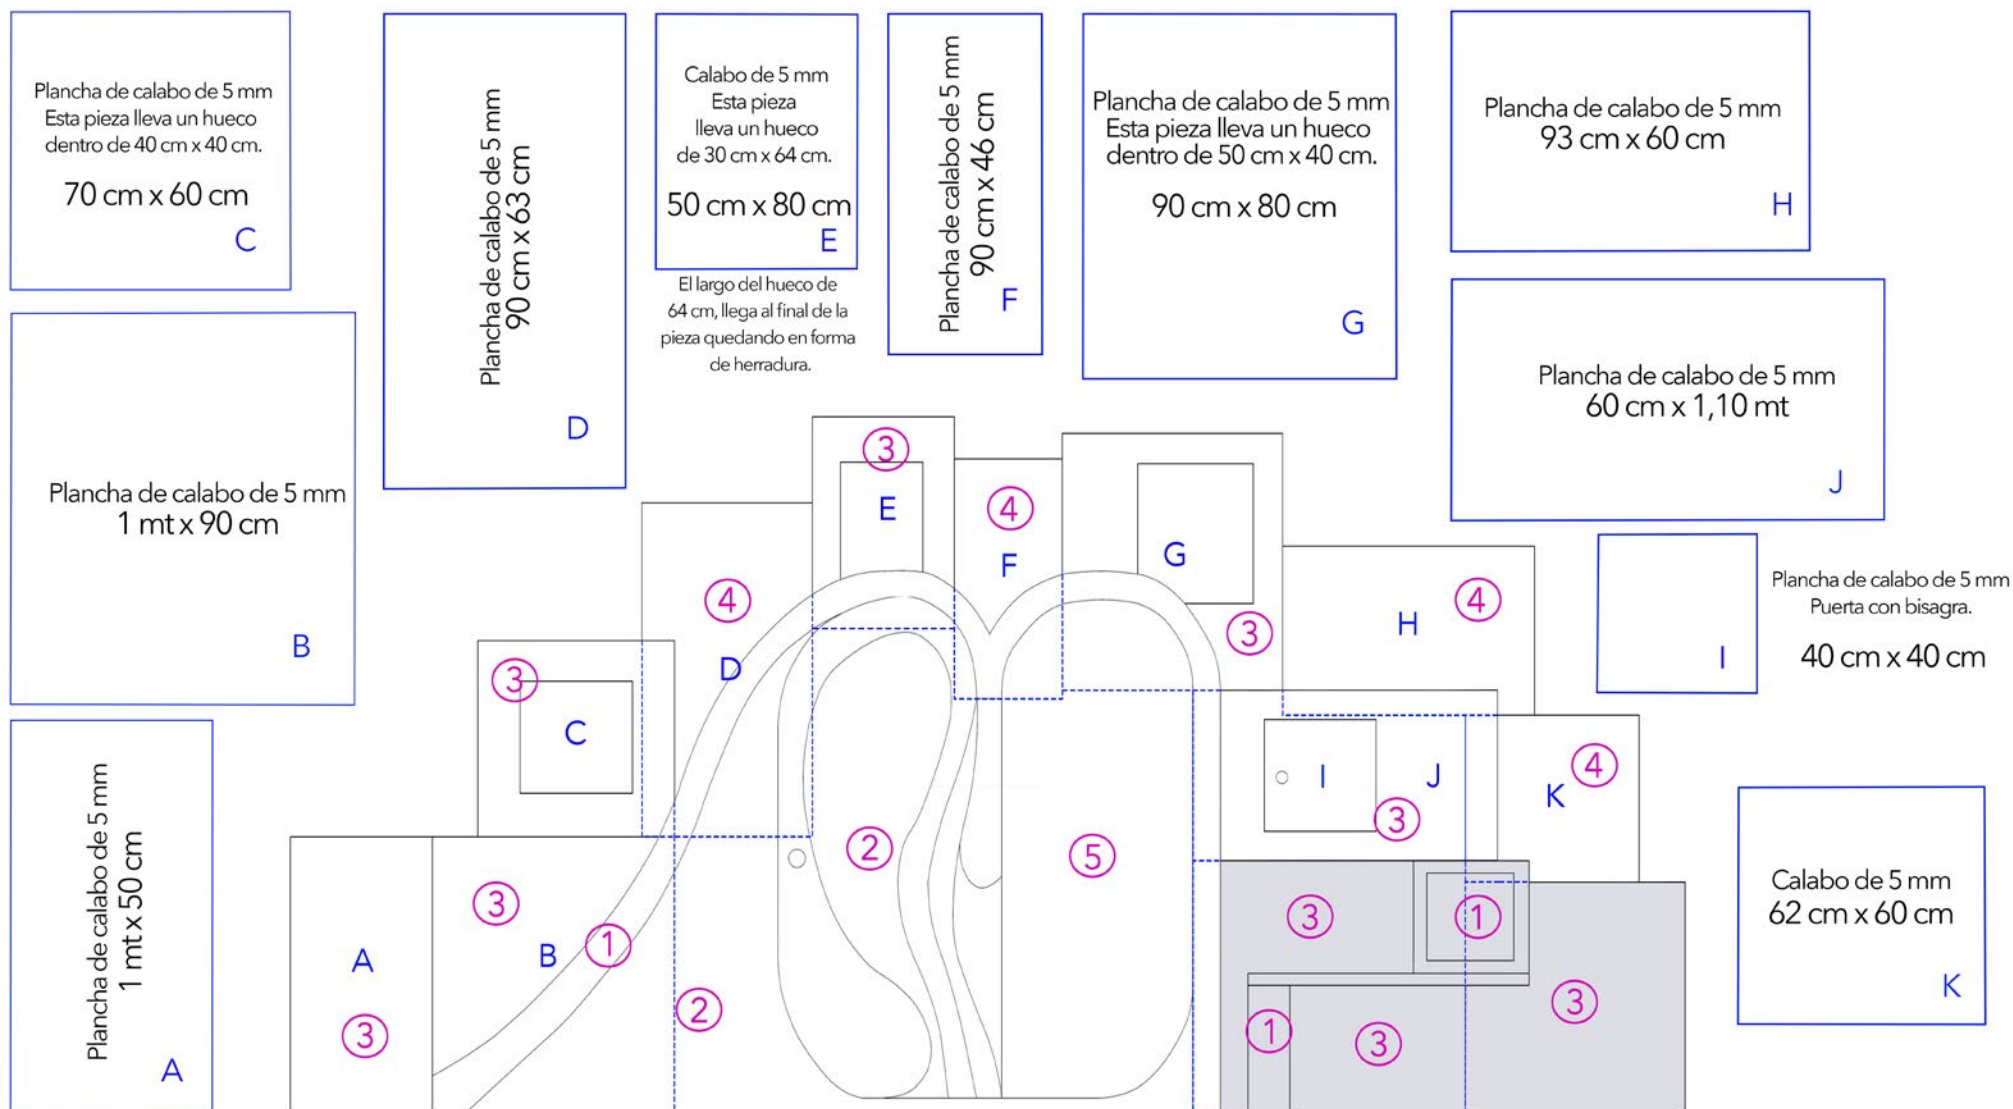 Plancha de calabo de 5 mm
Esta pieza lleva un hueco
dentro de 40 cm x 40 cm.
70 cm x 60 cm
C
Plancha de calabo de 5 mm
1 mt x 90 cm
B
Plancha de calabo de 5 mm
1 mt x 50 cm
A
Plancha de calabo de 5 mm
90 cm x 63 cm
D
Calabo de 5 mm
Esta pieza
lleva un hueco
de 30 cm x 64 cm.
50 cm x 80 cm
E
El largo del hueco de
64 cm, llega al final de la
pieza quedando en forma
de herradura.
Plancha de calabo de 5 mm
90 cm x 46 cm
F
Plancha de calabo de 5 mm
Esta pieza lleva un hueco
dentro de 50 cm x 40 cm.
90 cm x 80 cm
G
Plancha de calabo de 5 mm
93 cm x 60 cm
H
Plancha de calabo de 5 mm
60 cm x 1,10 mt
J
Plancha de calabo de 5 mm
Puerta con bisagra.
40 cm x 40 cm
I
Calabo de 5 mm
62 cm x 60 cm
K
3
E
4
F
G
3
4
D
4
H
3
C
I
J
3
4
K
2
5
3
B
1
A
3
2
3
1
3
1
3